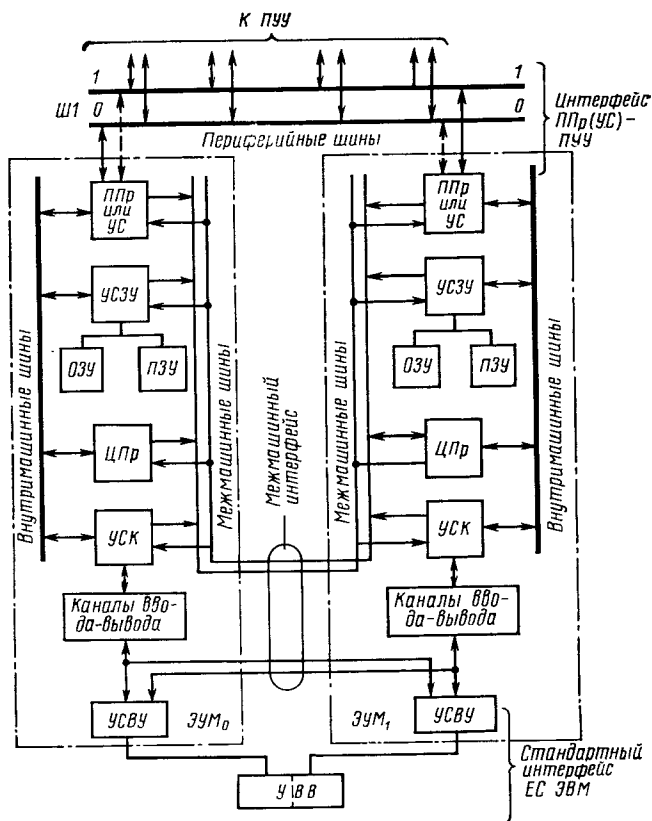 К ПУУ
1
1
Ш1 0
0
Интерфейс
ППр(УС)-
ПУУ
Периферийные шины
Внутримашинные шины
ППр
или
УС
УСЗУ
ОЗУ
ПЗУ
ЦПр
УСК
Каналы вво-
да-вывода
УСВУ
ЭУМ₀
Межмашинные шины
Межмашинный
интерфейс
Межмашинные шины
ППр
или
УС
УСЗУ
ОЗУ
ПЗУ
ЦПр
УСК
Каналы вво-
да-вывода
ЭУМ₁
УСВУ
Внутримашинные шины
УВВ
Стандартный
интерфейс
ЕС ЭВМ